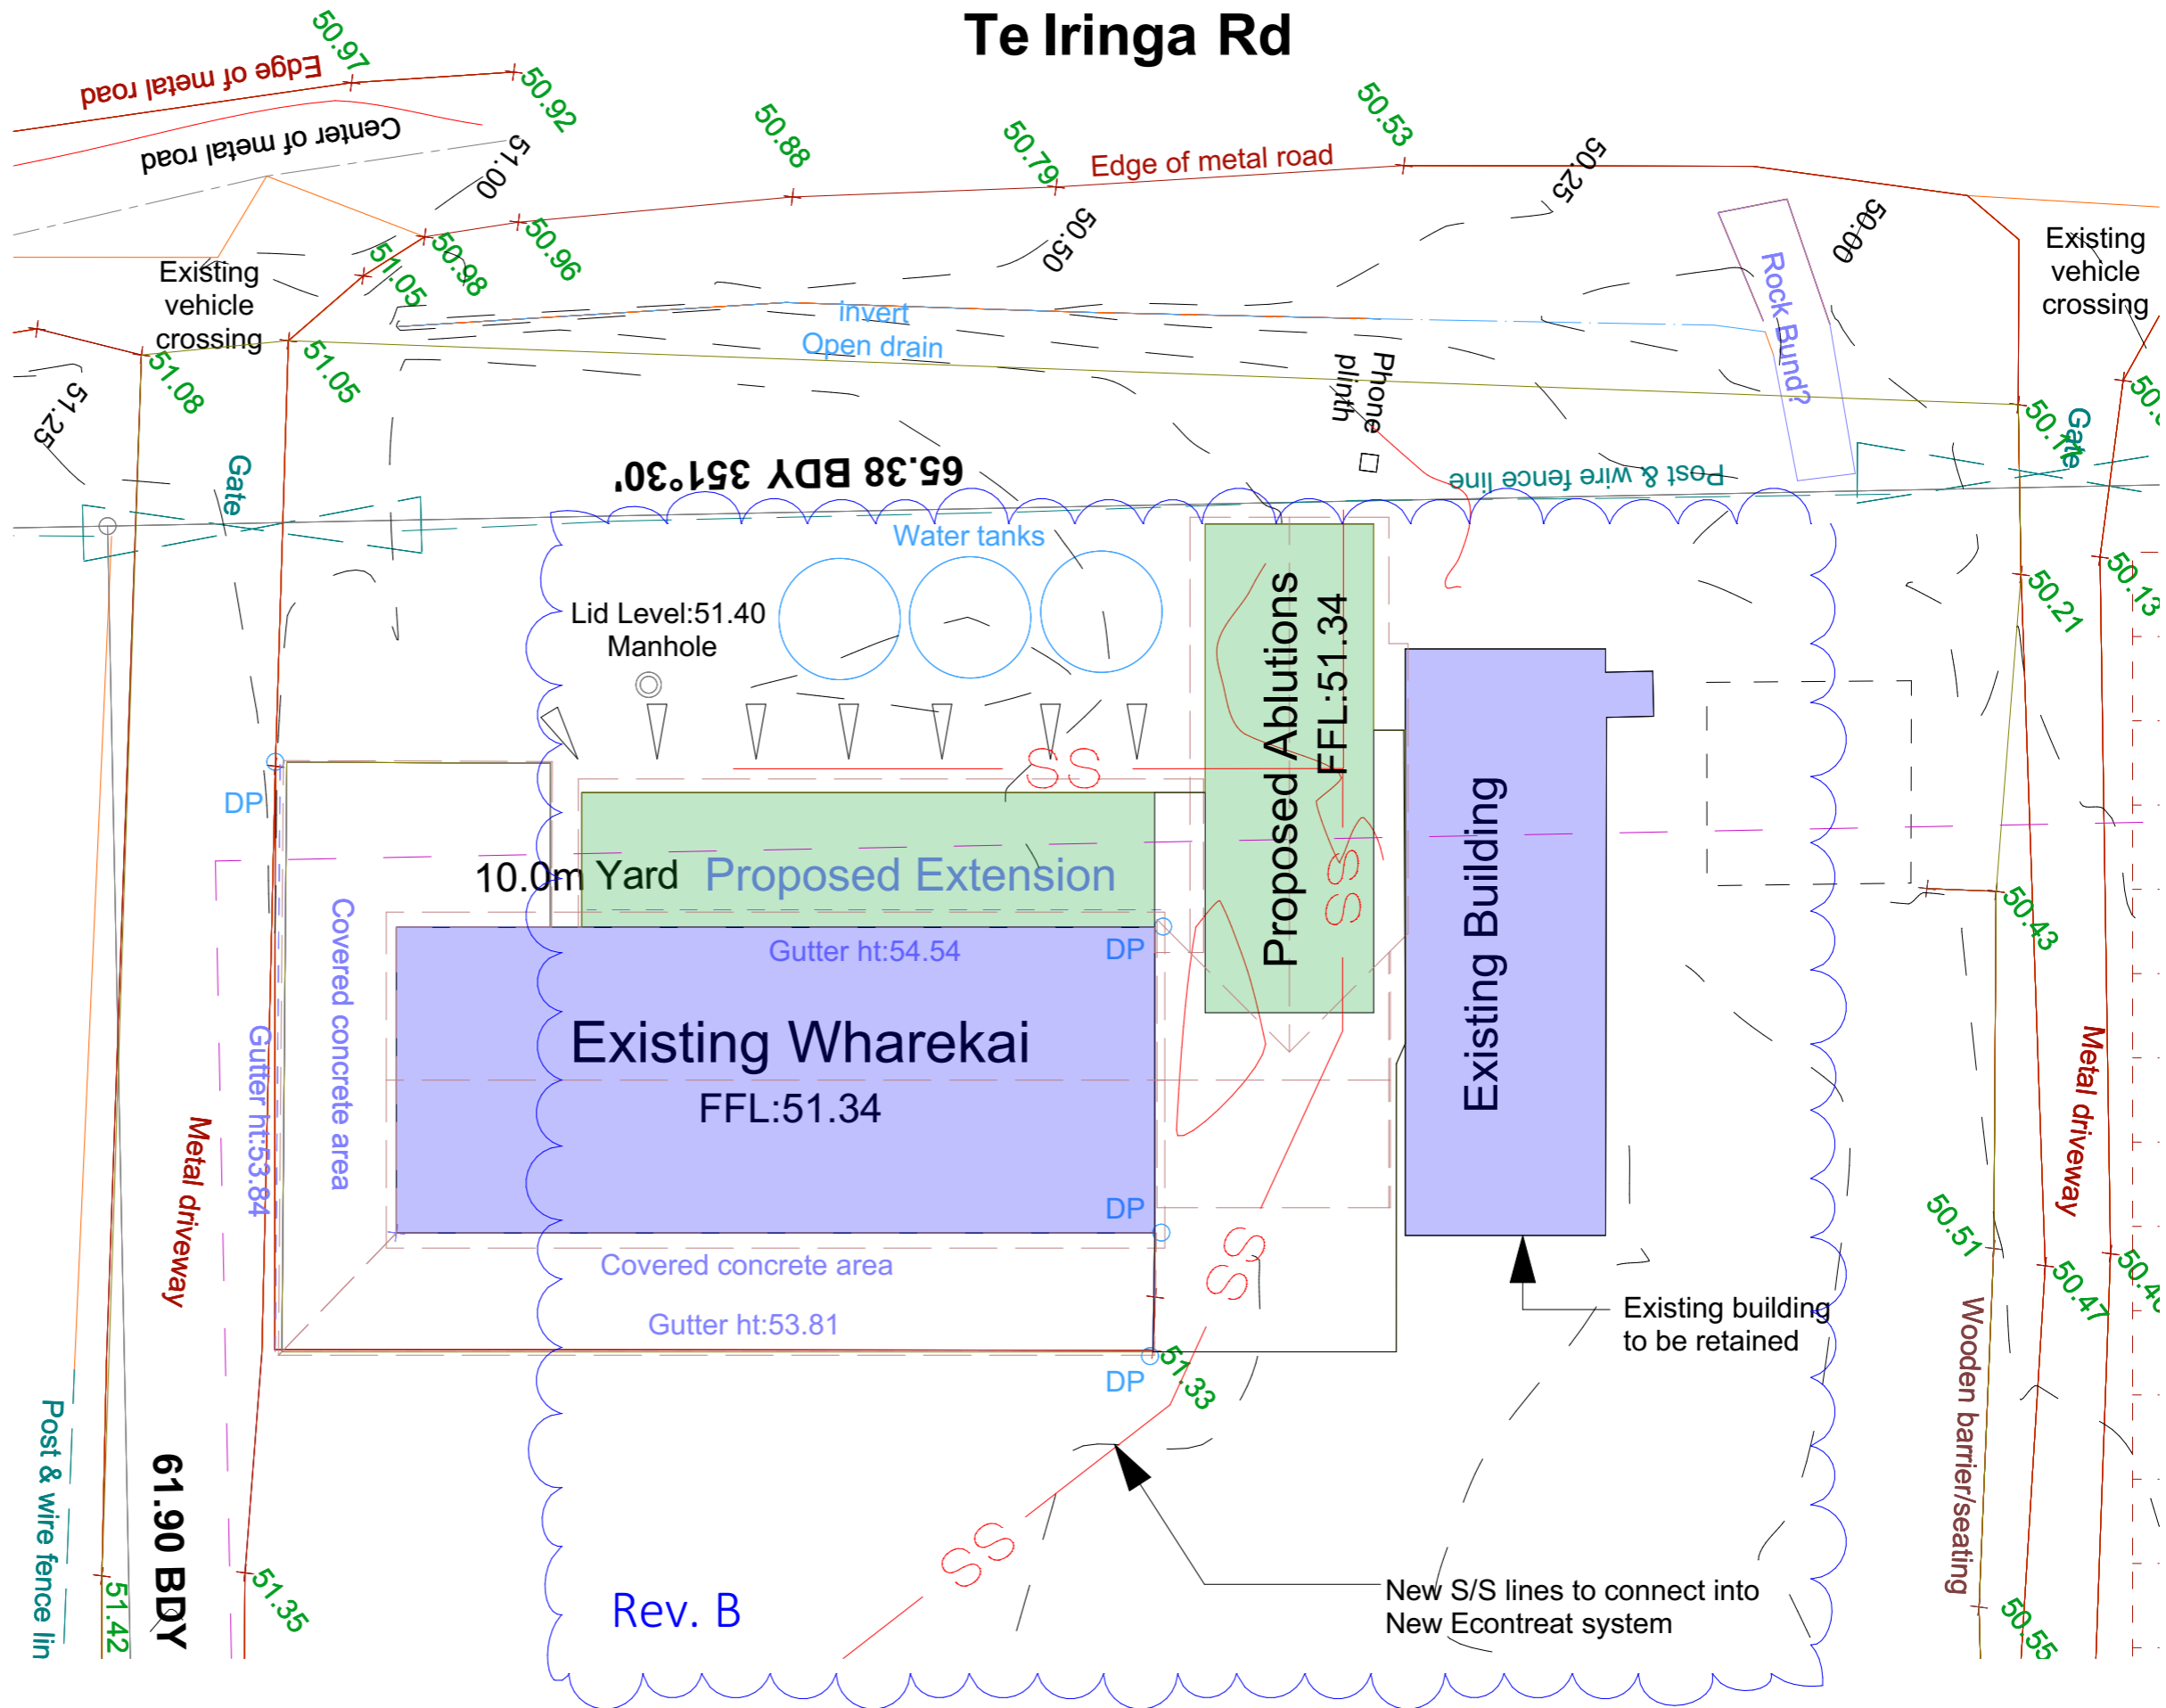 Te Iringa Rd
50.97
Edge of metal road
50.92
Center of metal road
51.00
50.88
50.79
Edge of metal road
50.53
50.25
50.00
50.96
50.98
51.05
50.50
Existing
vehicle
crossing
Existing
vehicle
crossing
Rock Bund?
invert
Open drain
Phone
plinth
51.08
51.05
51.25
50.17
Gate
Gate
65.38 BDY 351°30'
Post & wire fence line
Water tanks
50.13
50.21
Lid Level:51.40
Manhole
Proposed Ablutions
FFL:51.34
SS
DP
10.0m Yard
Proposed Extension
SS
Existing Building
50.43
Covered concrete area
Gutter ht:54.54
DP
Existing Wharekai
FFL:51.34
Gutter ht:53.84
Metal driveway
Metal driveway
DP
SS
50.51
50.47
Covered concrete area
Gutter ht:53.81
Existing building
to be retained
DP
51.33
Wooden barrier/seating
Post & wire fence lin
61.90 BDY
51.42
51.35
SS
Rev. B
New S/S lines to connect into
New Econtreat system
50.55